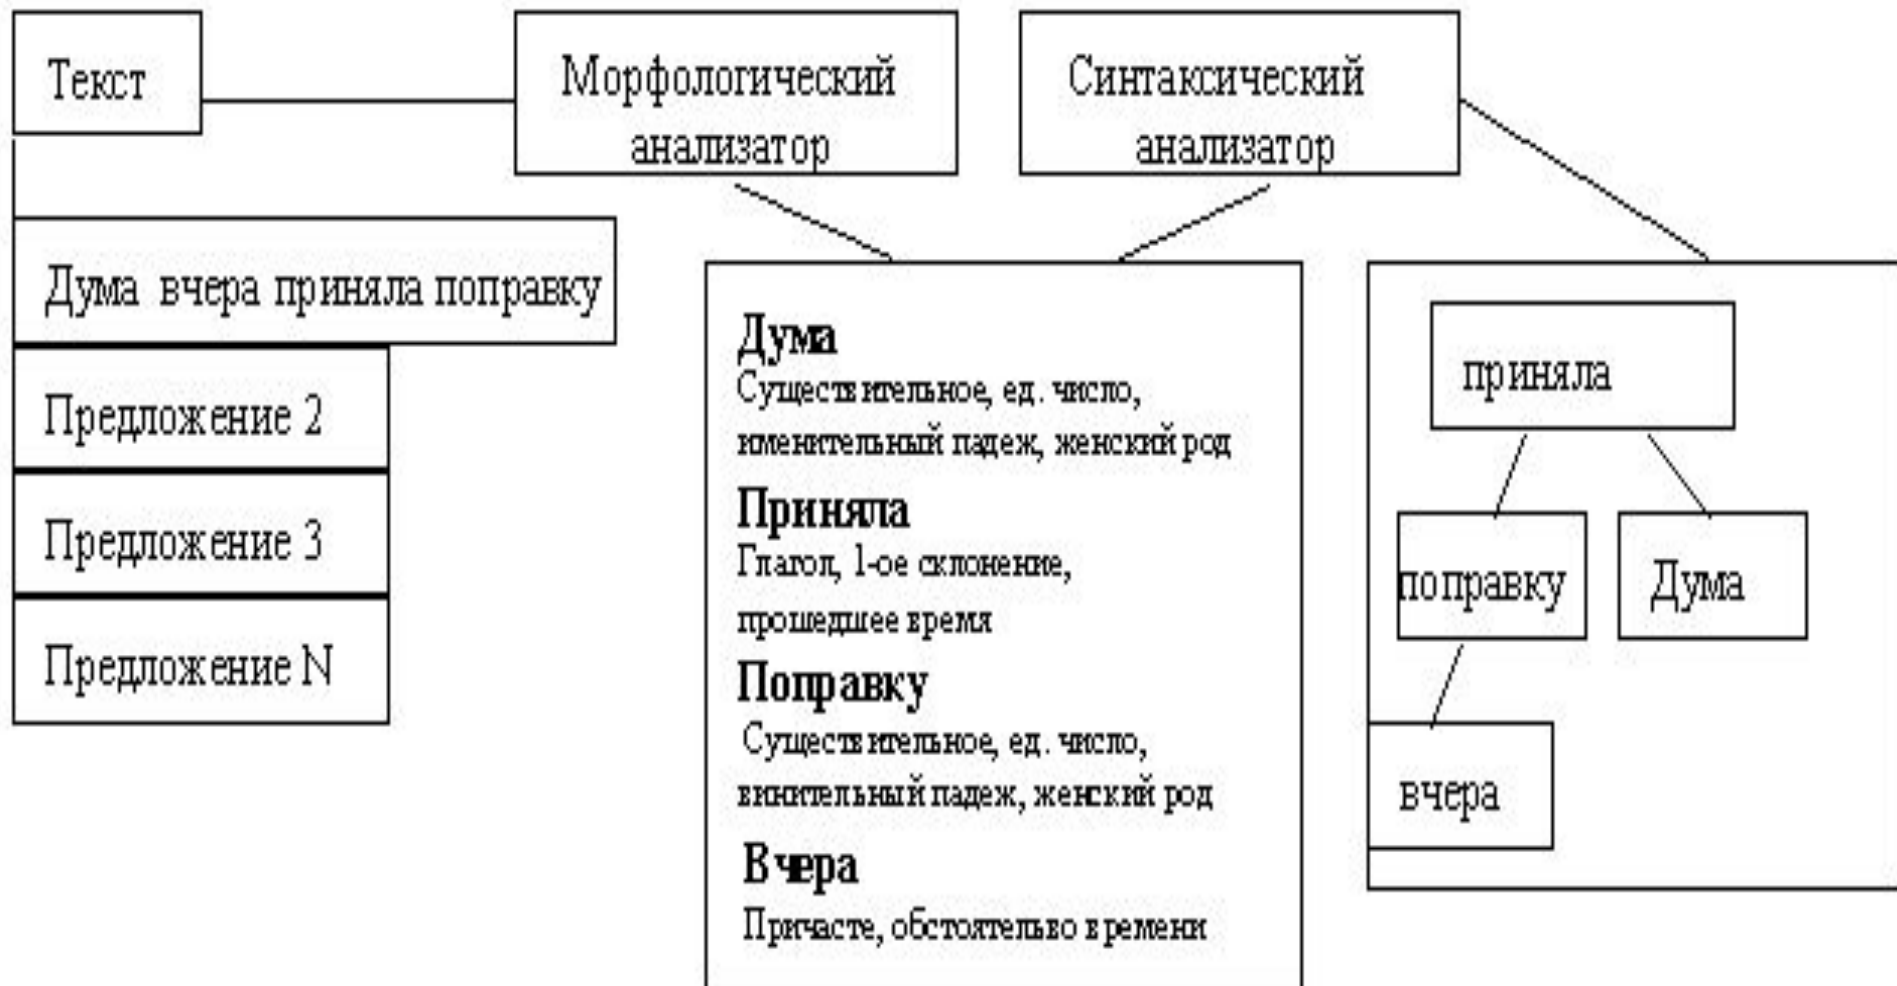 Текст
Морфологический
анализатор
Синтаксический
анализатор
Дума вчера приняла поправку
Предложение 2
Предложение 3
Предложение N
Дума
Существительное, ед. число,
именительный падеж, женский род
Приняла
Глагол, 1-ое склонение,
прошедшее время
Поправку
Существительное, ед. число,
винительный падеж, женский род
Вчера
Причасте, обстоятельво времени
приняла
поправку
Дума
вчера